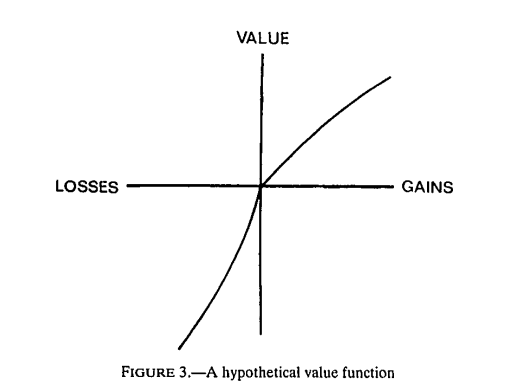 VALUE
LOSSES
GAINS
FIGURE 3.—A hypothetical value function